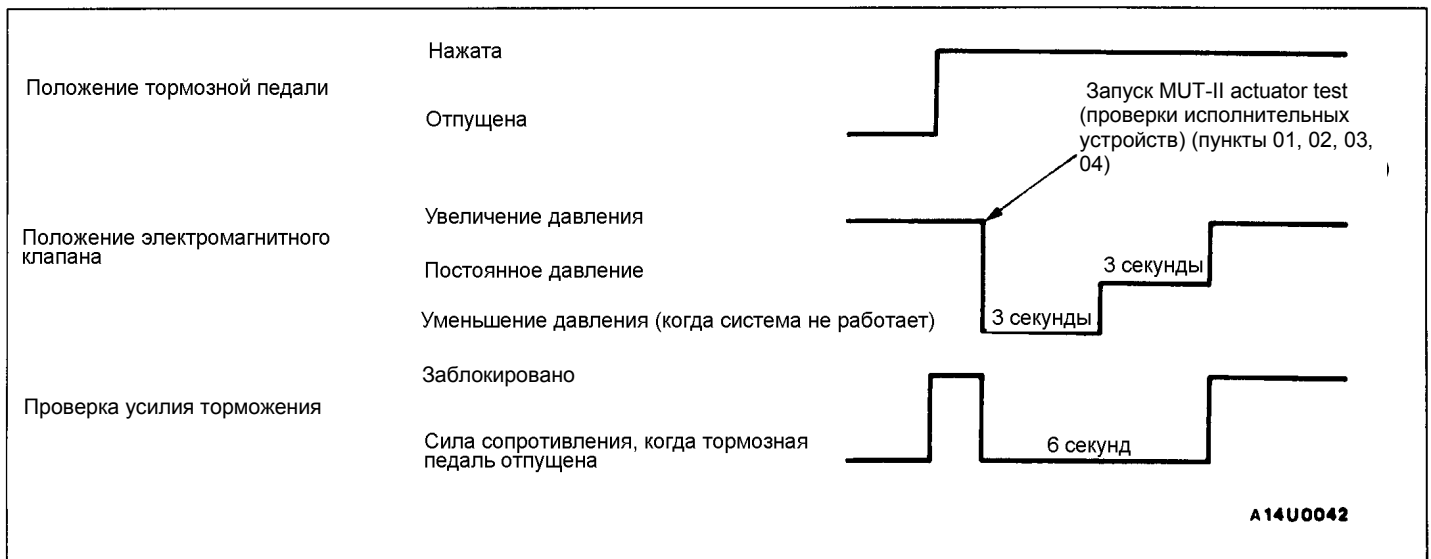 Нажата
Положение тормозной педали
Отпущена
Запуск MUT-II actuator test
(проверки исполнительных
устройств) (пункты 01, 02, 03,
04)
)
Увеличение давления
Положение электромагнитного
клапана
Постоянное давление
3 секунды
Уменьшение давления (когда система не работает)
3 секунды
Заблокировано
Проверка усилия торможения
Сила сопротивления, когда тормозная
педаль отпущена
6 секунд
A14U0042